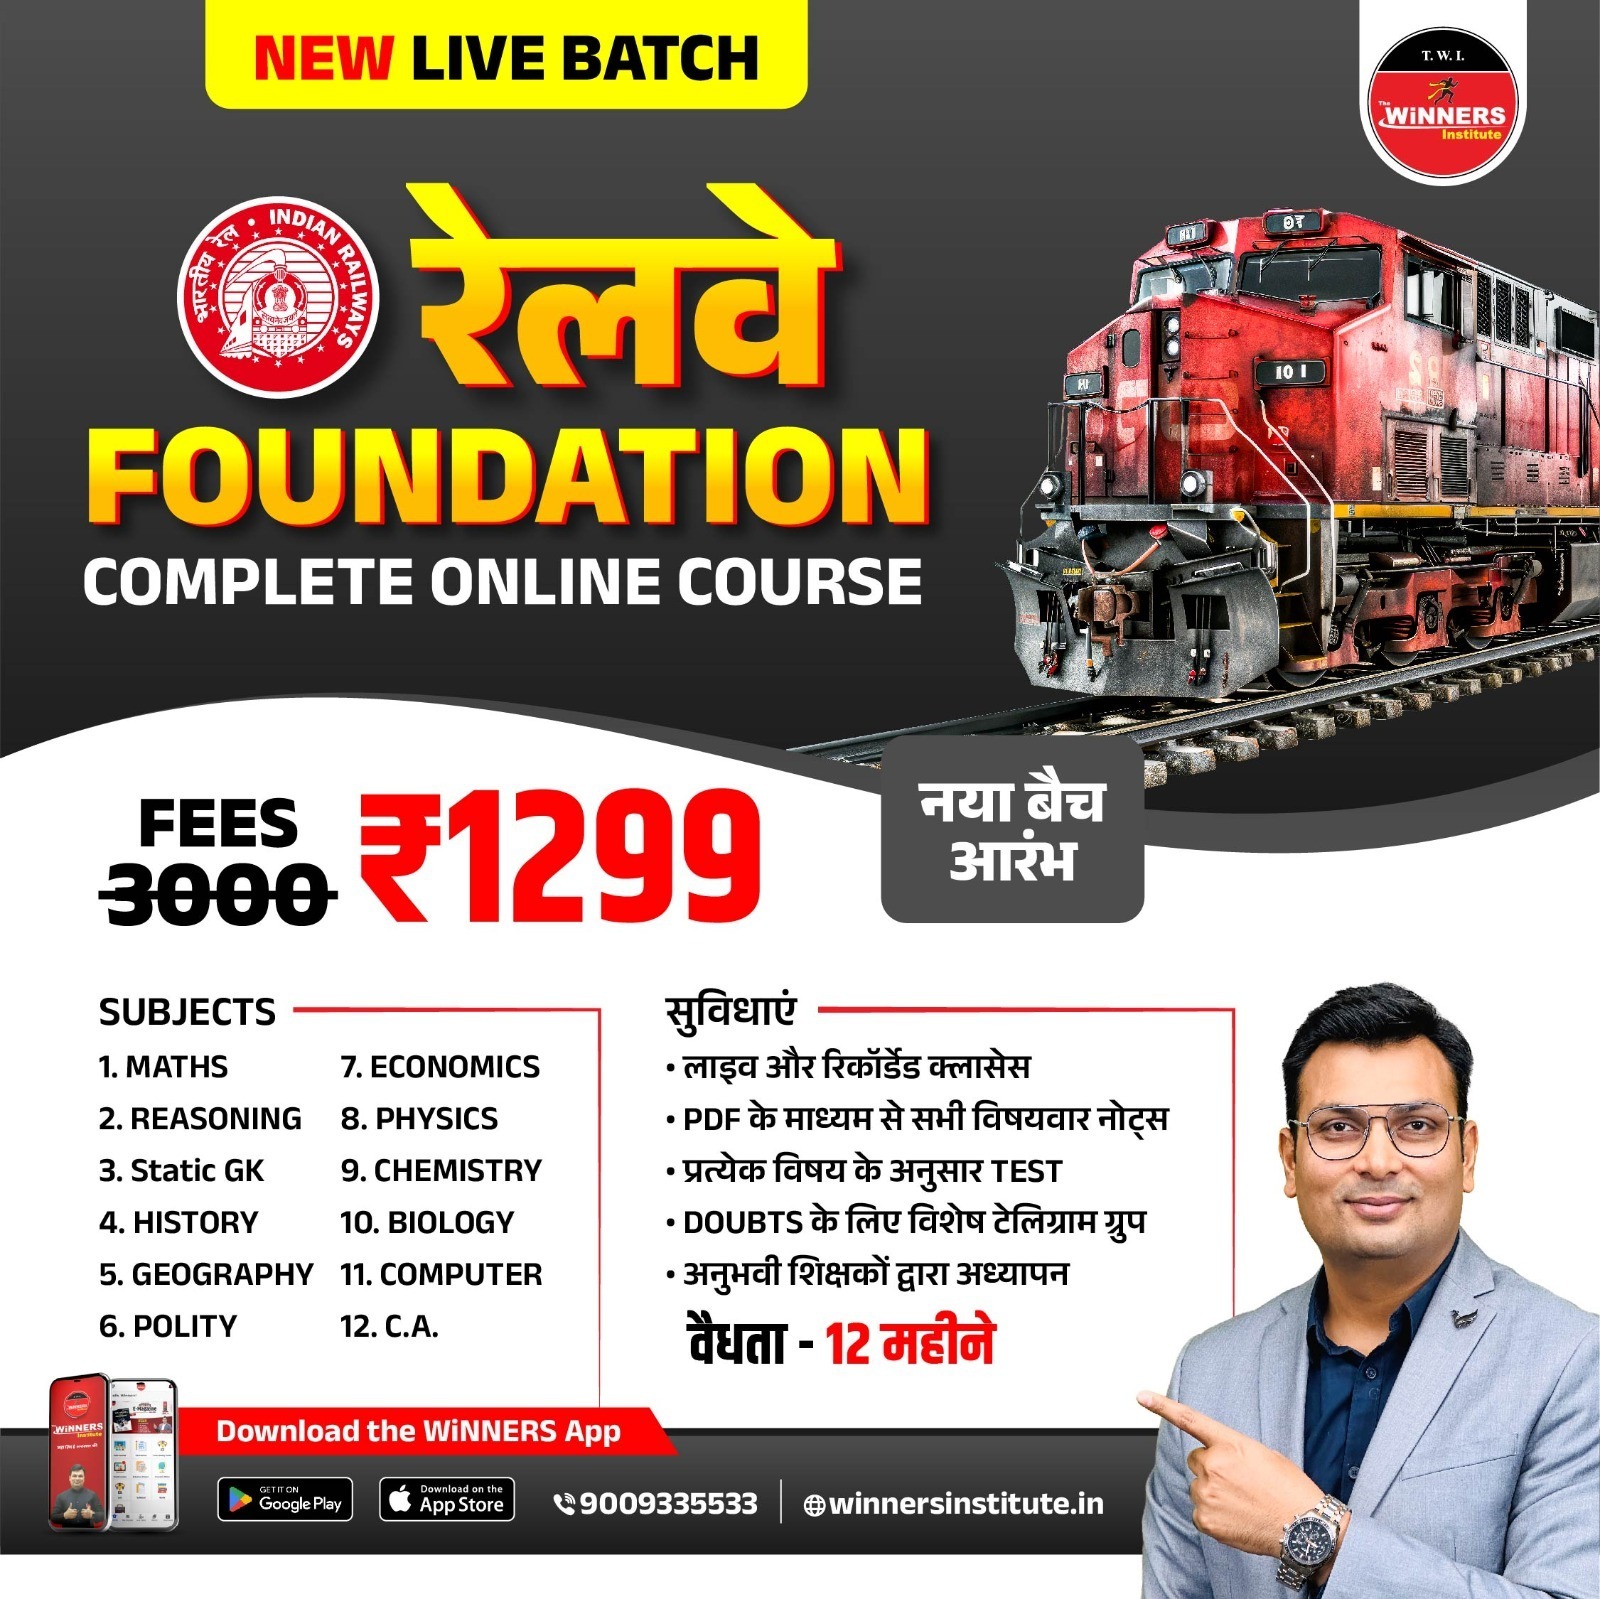 NEW LIVE BATCH
T. W. I.
The
WiNNERS
Institute
भारतीय रेल • INDIAN RAILWAYS
रेलवे
FOUNDATION
COMPLETE ONLINE COURSE
101
नया बैच
आरंभ
FEES
3000
₹1299
SUBJECTS
1. MATHS
2. REASONING
3. Static GK
4. HISTORY
5. GEOGRAPHY
6. POLITY
7. ECONOMICS
8. PHYSICS
9. CHEMISTRY
10. BIOLOGY
11. COMPUTER
12. C.A.
सुविधाएं
• लाइव और रिकॉर्डेड क्लासेस
• PDF के माध्यम से सभी विषयवार नोट्स
• प्रत्येक विषय के अनुसार TEST
• DOUBTS के लिए विशेष टेलिग्राम ग्रुप
• अनुभवी शिक्षकों द्वारा अध्यापन
वैधता - 12 महीने
WiNNERS
Institute
Download the WiNNERS App
GET IT ON
Google Play
Download on the
App Store
9009335533
winnersinstitute.in